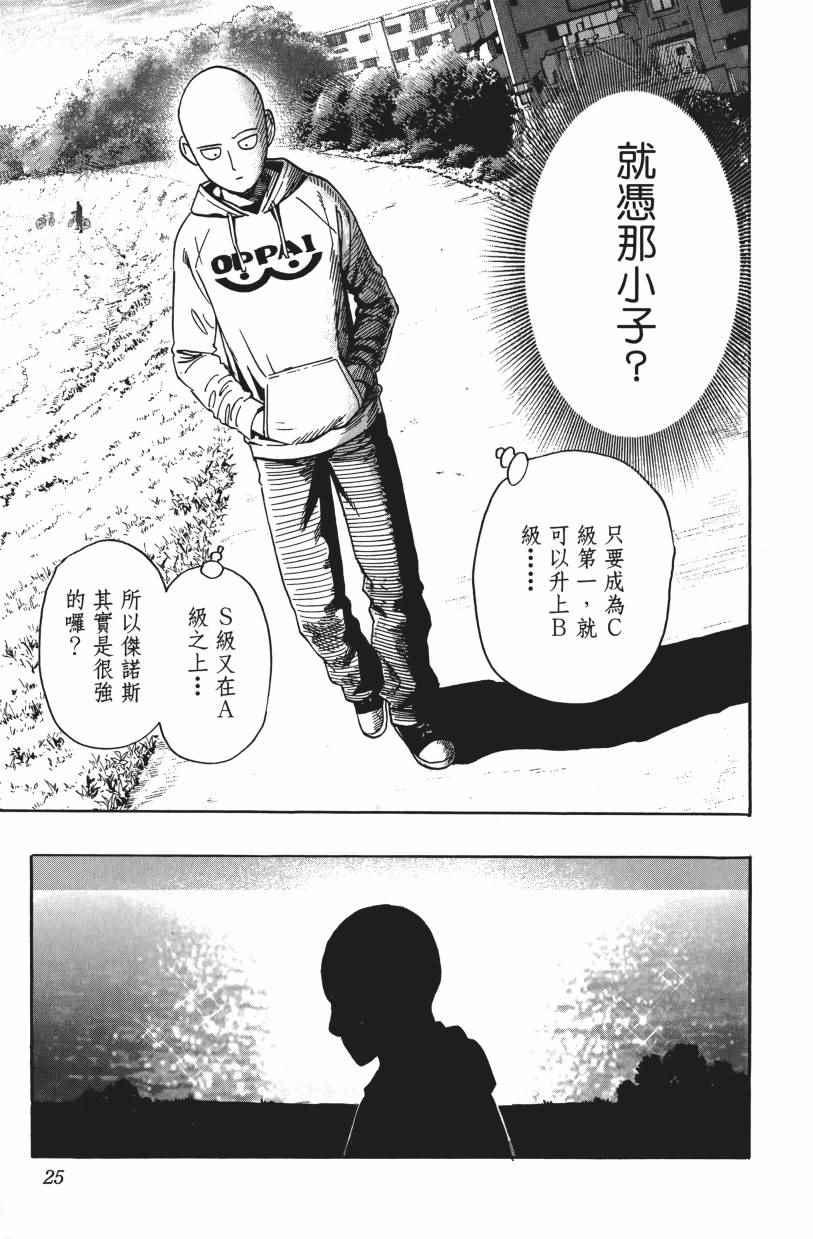 就憑那小子？
只要成為C
級第一，就
可以升上B
級……
S級又在A
級之上…
所以傑諾斯
其實是很強
的囉？
OPPAI
25